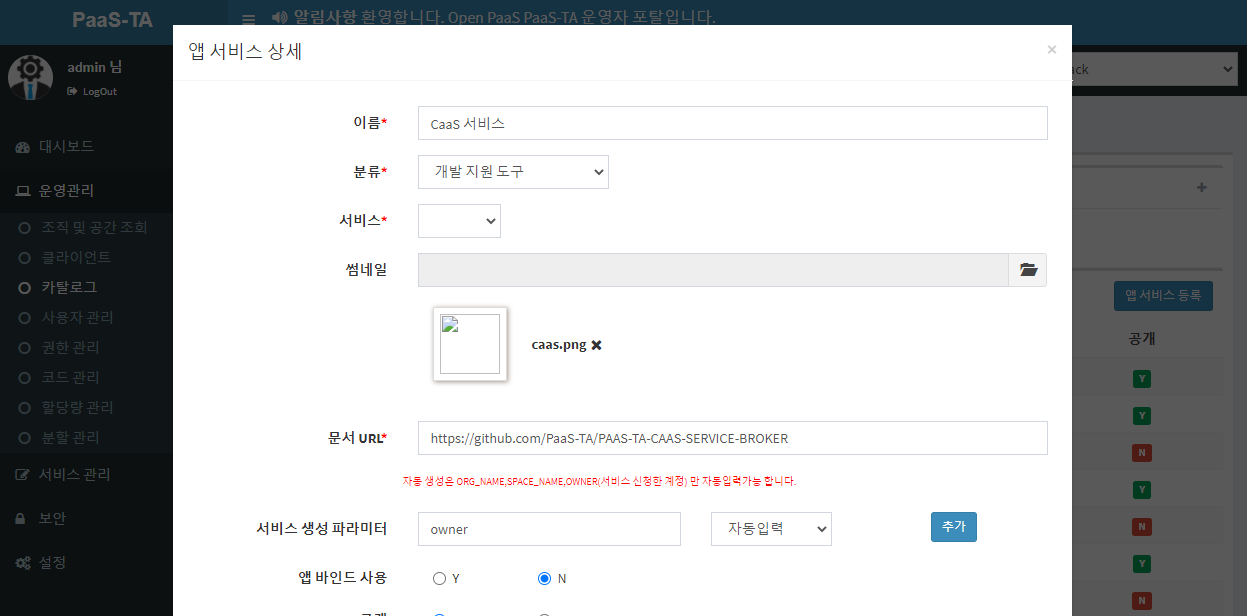 PaaS-TA
알림사항 환영합니다. Open PaaS PaaS-TA 운영자 포탈입니다.
admin 님
LogOut
대시보드
운영관리
조직 및 공간 조회
클라이언트
카탈로그
사용자 관리
권한 관리
코드 관리
할당량 관리
분할 관리
서비스 관리
보안
설정
앱 서비스 상세
×
이름*
CaaS 서비스
분류*
개발 지원 도구
서비스*
썸네일
caas.png
문서 URL*
https://github.com/PaaS-TA/PAAS-TA-CAAS-SERVICE-BROKER
자동 생성은 ORG_NAME,SPACE_NAME,OWNER(서비스 신청한 계정) 만 자동입력가능 합니다.
서비스 생성 파라미터
owner
자동입력
추가
앱 바인드 사용
Y
N
앱 서비스 등록
공개
Y
Y
N
Y
N
Y
N